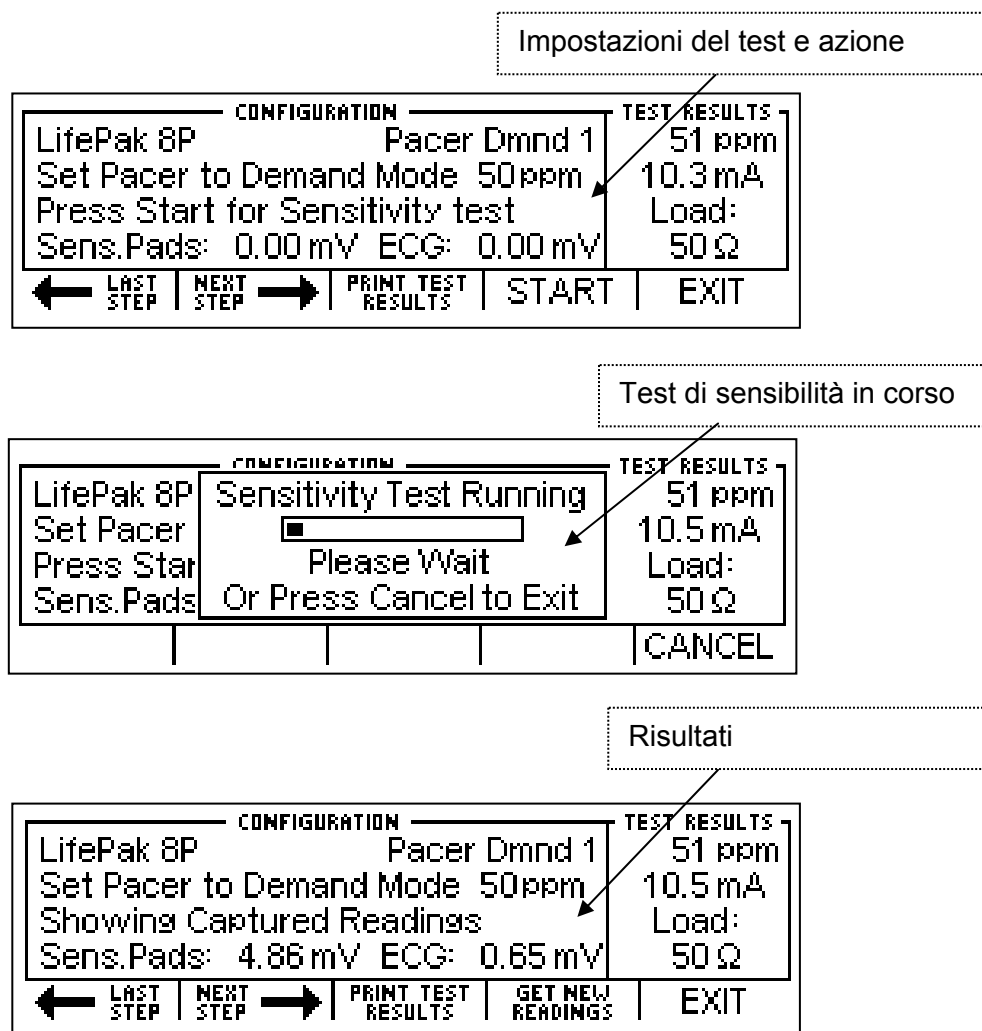 Impostazioni del test e azione
CONFIGURATION TEST RESULTS
LifePak 8P Pacer Dmnd 1 51 ppm
Set Pacer to Demand Mode 50ppm 10.3 mA
Press Start for Sensitivity test Load:
Sens.Pads: 0.00 mV ECG: 0.00 mV 50 Ω
LAST STEP NEXT STEP PRINT TEST RESULTS START EXIT
Test di sensibilità in corso
CONFIGURATION TEST RESULTS
LifePak 8P Sensitivity Test Running 51 ppm
Set Pacer 10.5 mA
Press Star Please Wait Load:
Sens.Pads Or Press Cancel to Exit 50 Ω
CANCEL
Risultati
CONFIGURATION TEST RESULTS
LifePak 8P Pacer Dmnd 1 51 ppm
Set Pacer to Demand Mode 50ppm 10.5 mA
Showing Captured Readings Load:
Sens.Pads: 4.86 mV ECG: 0.65 mV 50 Ω
LAST STEP NEXT STEP PRINT TEST RESULTS GET NEW READINGS EXIT